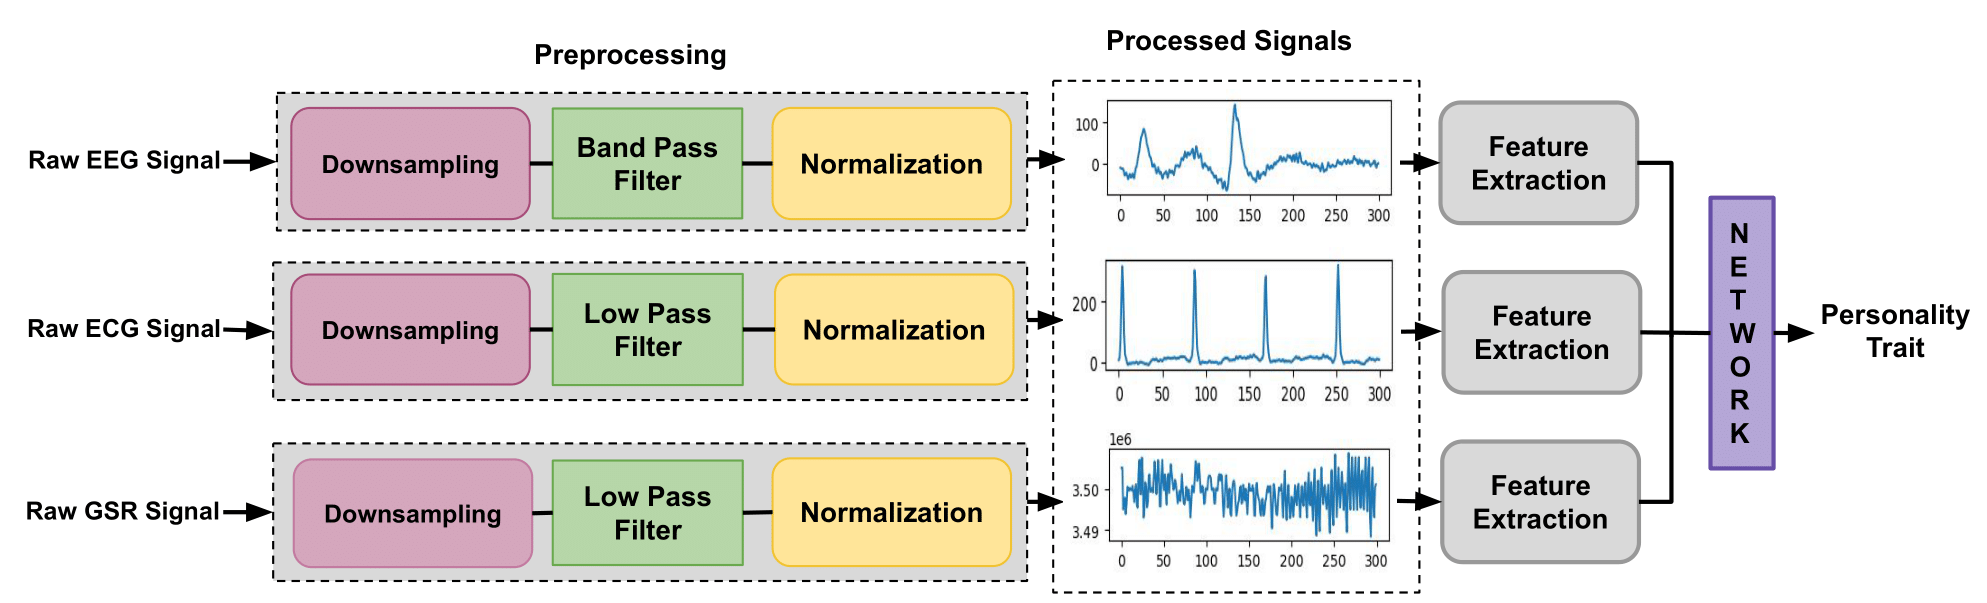 Preprocessing
Processed Signals
Raw EEG Signal
Downsampling
Band Pass
Filter
Normalization
100
0
0 50 100 150 200 250 300
Feature
Extraction
Raw ECG Signal
Downsampling
Low Pass
Filter
Normalization
200
0
0 50 100 150 200 250 300
Feature
Extraction
Raw GSR Signal
Downsampling
Low Pass
Filter
Normalization
1e6
3.50
3.49
0 50 100 150 200 250 300
Feature
Extraction
N
E
T
W
O
R
K
Personality
Trait